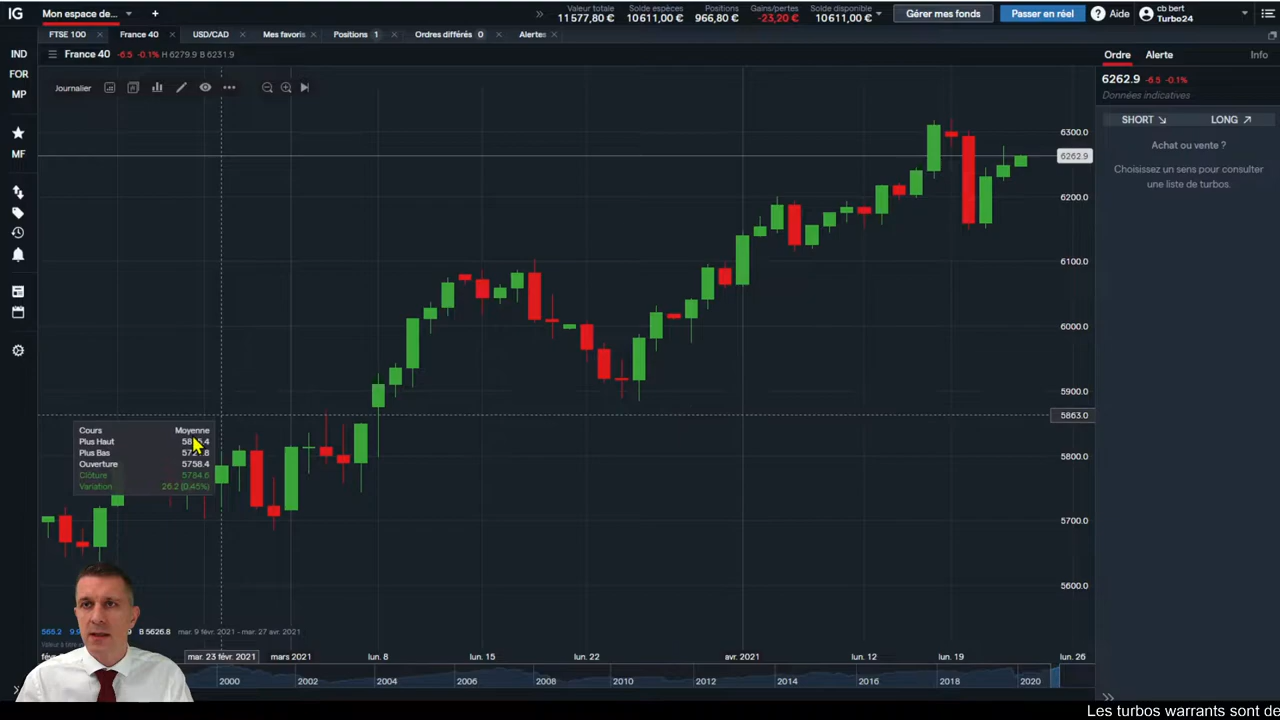 IG
Mon espace de...
Valeur totale
11 577,80 €
Solde espèces
10 611,00 €
Positions
966,80 €
Gains/pertes
-23,20 €
Solde disponible
10 611,00 €
Gérer mes fonds
Passer en réel
Aide
cb bert
Turbo24
FTSE 100
France 40
USD/CAD
Mes favoris
Positions 1
Ordres différés 0
Alertes
IND
FOR
MP
MF
France 40 -6.5 -0.1% H 6279.9 B 6231.9
Journalier
Ordre
Alerte
Info
6262.9 -6.5 -0.1%
Données indicatives
SHORT
LONG
Achat ou vente ?
Choisissez un sens pour consulter
une liste de turbos.
6300.0
6262.9
6200.0
6100.0
6000.0
5900.0
5863.0
5800.0
5700.0
5600.0
Cours Moyenne
Plus Haut
Plus Bas
Ouverture 5758.4
Clôture 5784.6
Variation 26.2 (0,45%)
B 5626.8 mar. 9 févr. 2021 - mar. 27 avr. 2021
mar. 23 févr. 2021
mars 2021
lun. 8
lun. 15
lun. 22
avr. 2021
lun. 12
lun. 19
lun. 26
2000
2002
2004
2006
2008
2010
2012
2014
2016
2018
2020
Les turbos warrants sont de